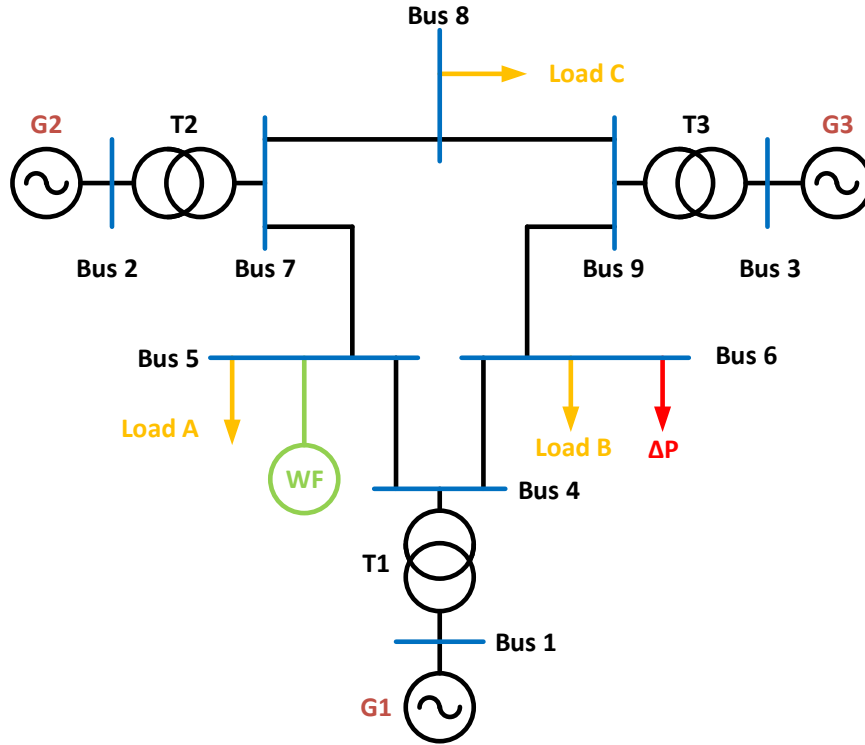 Bus 8
Load C
G2
T2
T3
G3
Bus 2
Bus 7
Bus 9
Bus 3
Bus 5
Bus 6
Load A
WF
Load B
ΔP
Bus 4
T1
Bus 1
G1